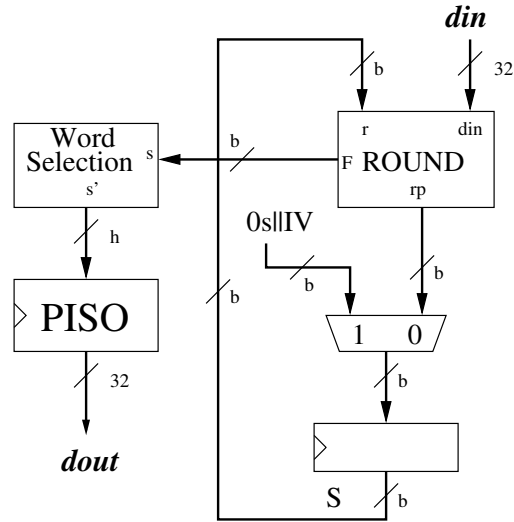 din
b
32
r
din
F ROUND
rp
Word
Selection
s
s'
b
0s||IV
h
b
b
b
PISO
1 0
32
b
dout
S
b